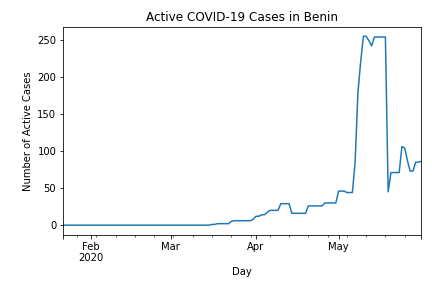 Active COVID-19 Cases in Benin
250
200
150
100
50
0
Number of Active Cases
Feb Mar Apr May
2020
Day